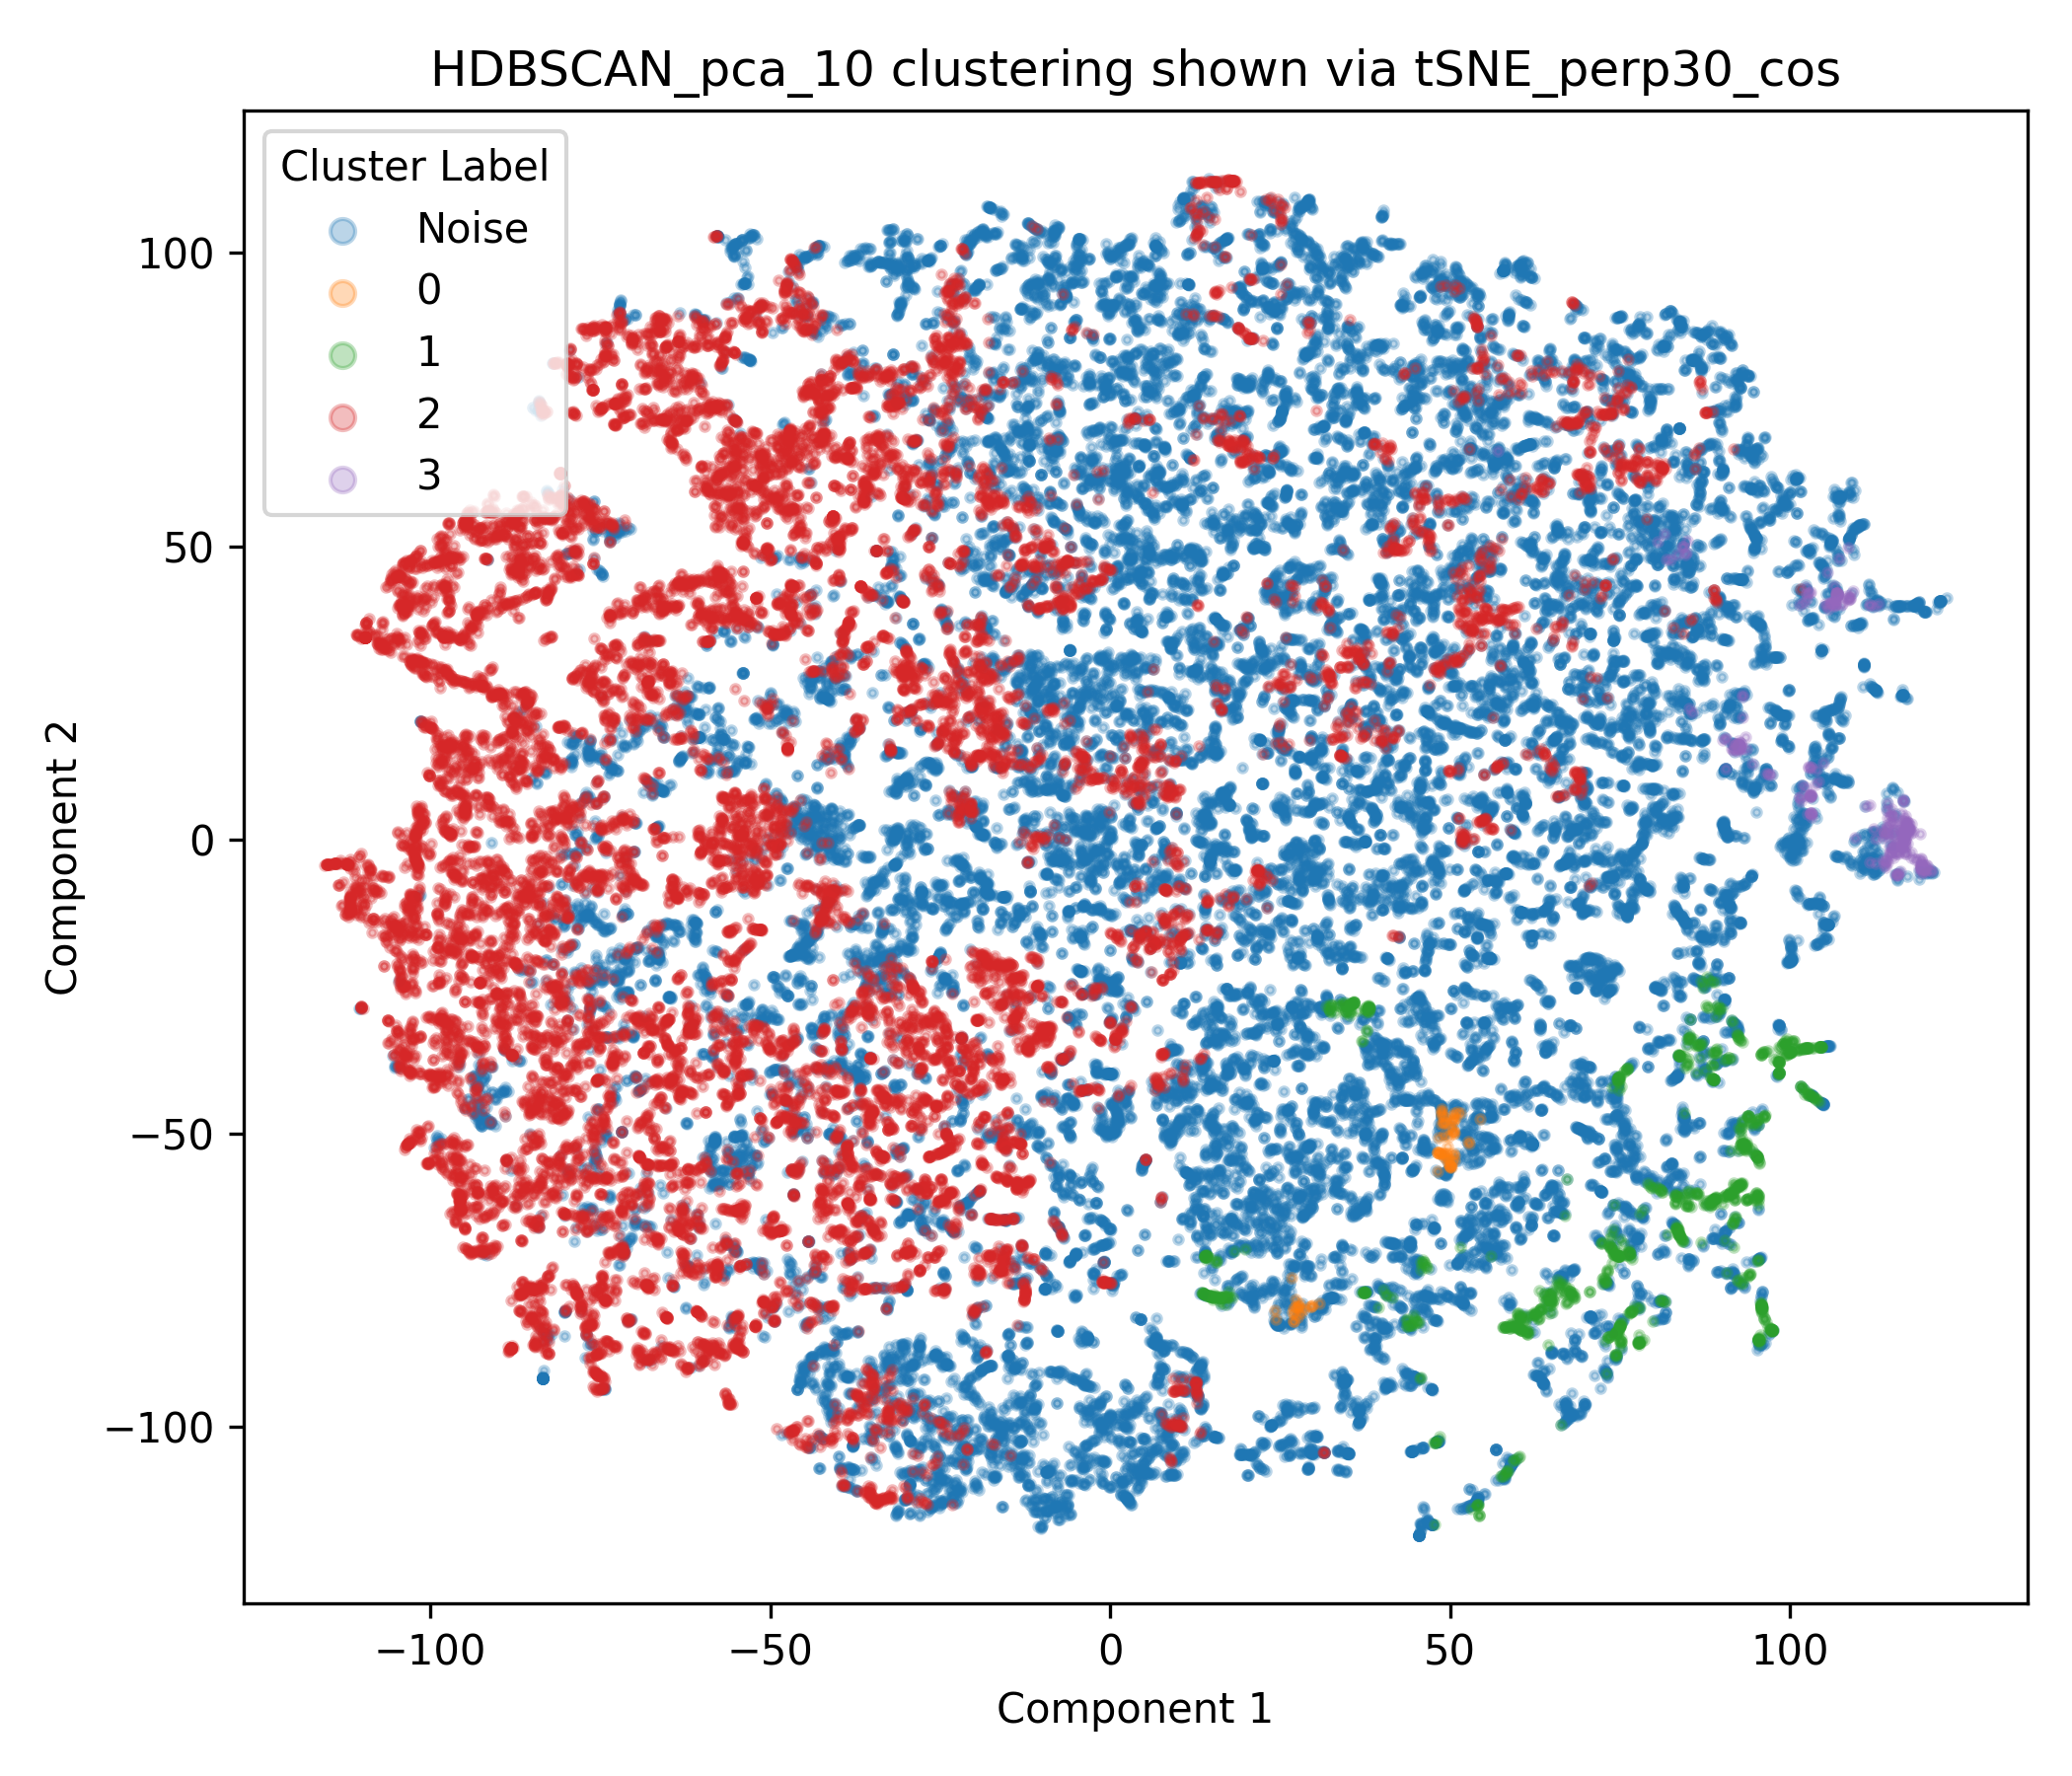 HDBSCAN_pca_10 clustering shown via tSNE_perp30_cos
Cluster Label
Noise
0
1
2
3
100
50
0
−50
−100
Component 2
−100
−50
0
50
100
Component 1